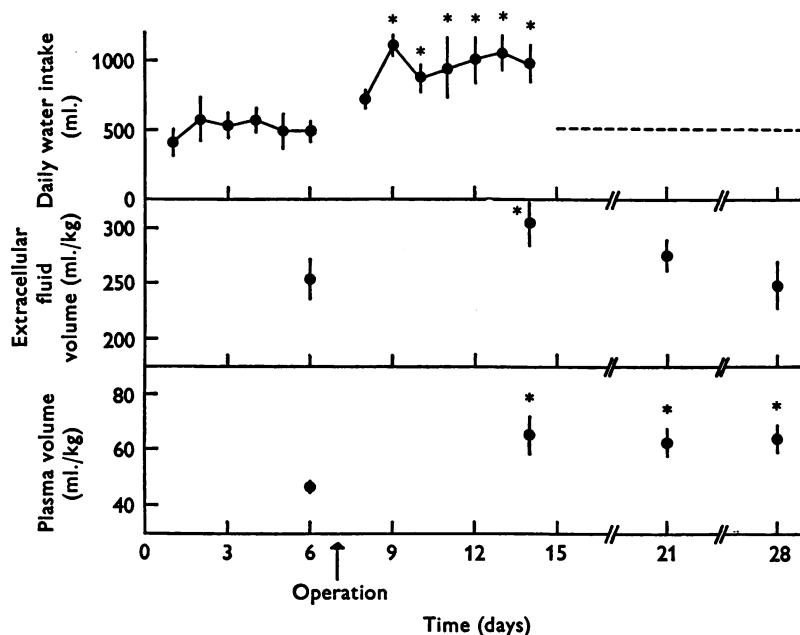 Daily water intake
(ml.)
1000
500
0
* * * * * *
Extracellular
fluid
volume (ml./kg)
300
250
200
*
Plasma volume
(ml./kg)
80
60
40
* * *
0 3 6 9 12 15 21 28
Operation
Time (days)